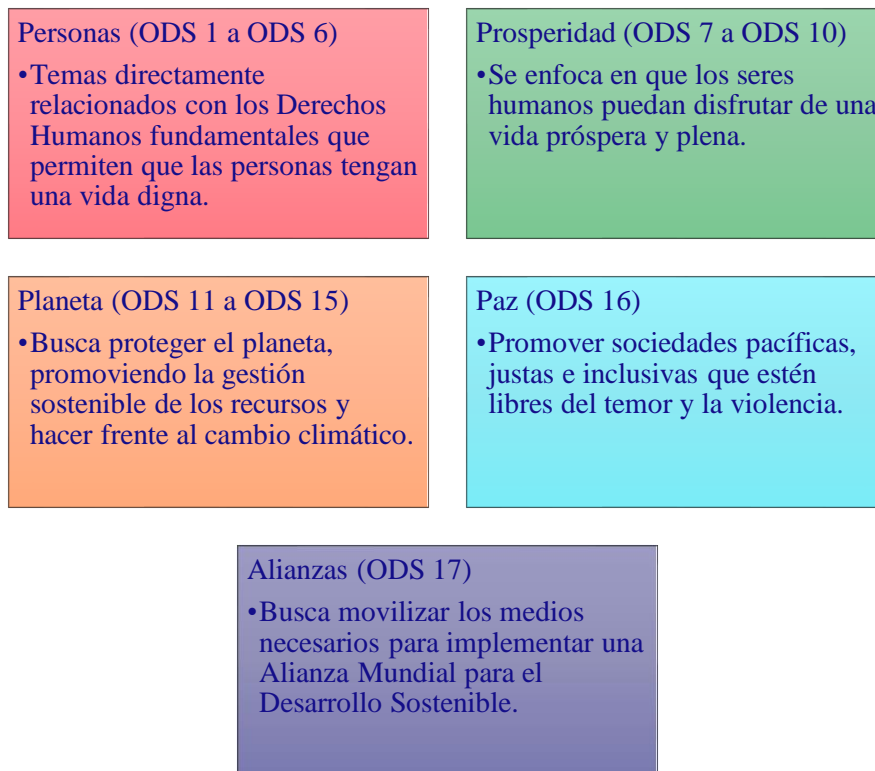 Personas (ODS 1 a ODS 6)
•Temas directamente
relacionados con los Derechos
Humanos fundamentales que
permiten que las personas tengan
una vida digna.
Prosperidad (ODS 7 a ODS 10)
•Se enfoca en que los seres
humanos puedan disfrutar de una
vida próspera y plena.
Planeta (ODS 11 a ODS 15)
•Busca proteger el planeta,
promoviendo la gestión
sostenible de los recursos y
hacer frente al cambio climático.
Paz (ODS 16)
•Promover sociedades pacíficas,
justas e inclusivas que estén
libres del temor y la violencia.
Alianzas (ODS 17)
•Busca movilizar los medios
necesarios para implementar una
Alianza Mundial para el
Desarrollo Sostenible.